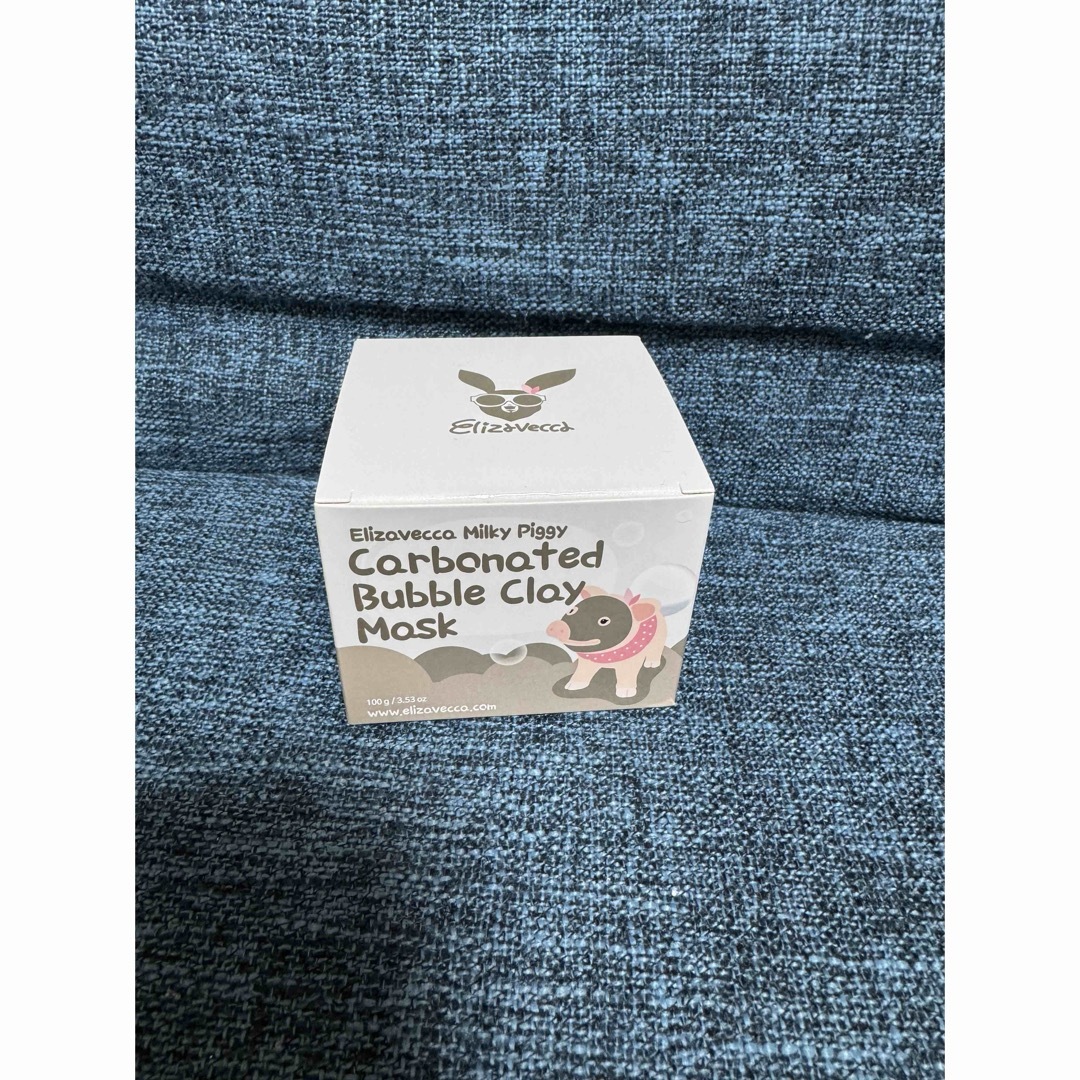 Elizavecca
Elizavecca Milky Piggy
Carbonated
Bubble Clay
Mask
100 g / 3.53 oz
www.elizavecca.com